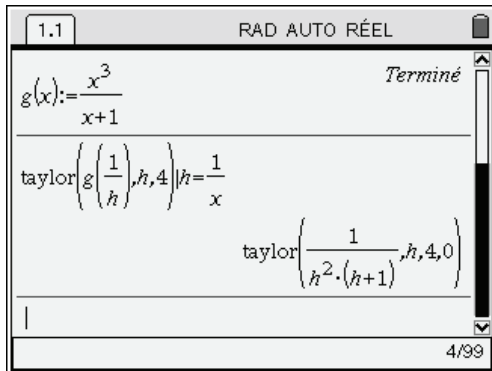 1.1 RAD AUTO RÉEL
g(x):=x^3/(x+1) Terminé
taylor(g(1/h),h,4)|h=1/x
taylor(1/(h^2·(h+1)),h,4,0)
4/99